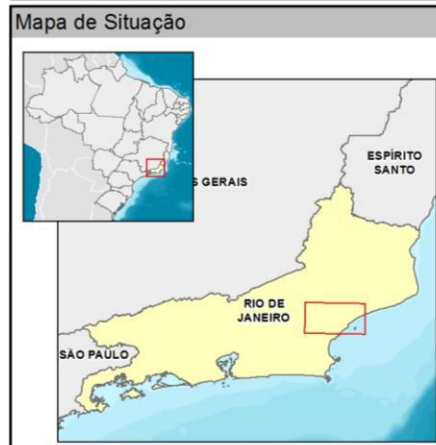 Mapa de Situação
ESPÍRITO
SANTO
S GERAIS
RIO DE
JANEIRO
SÃO PAULO